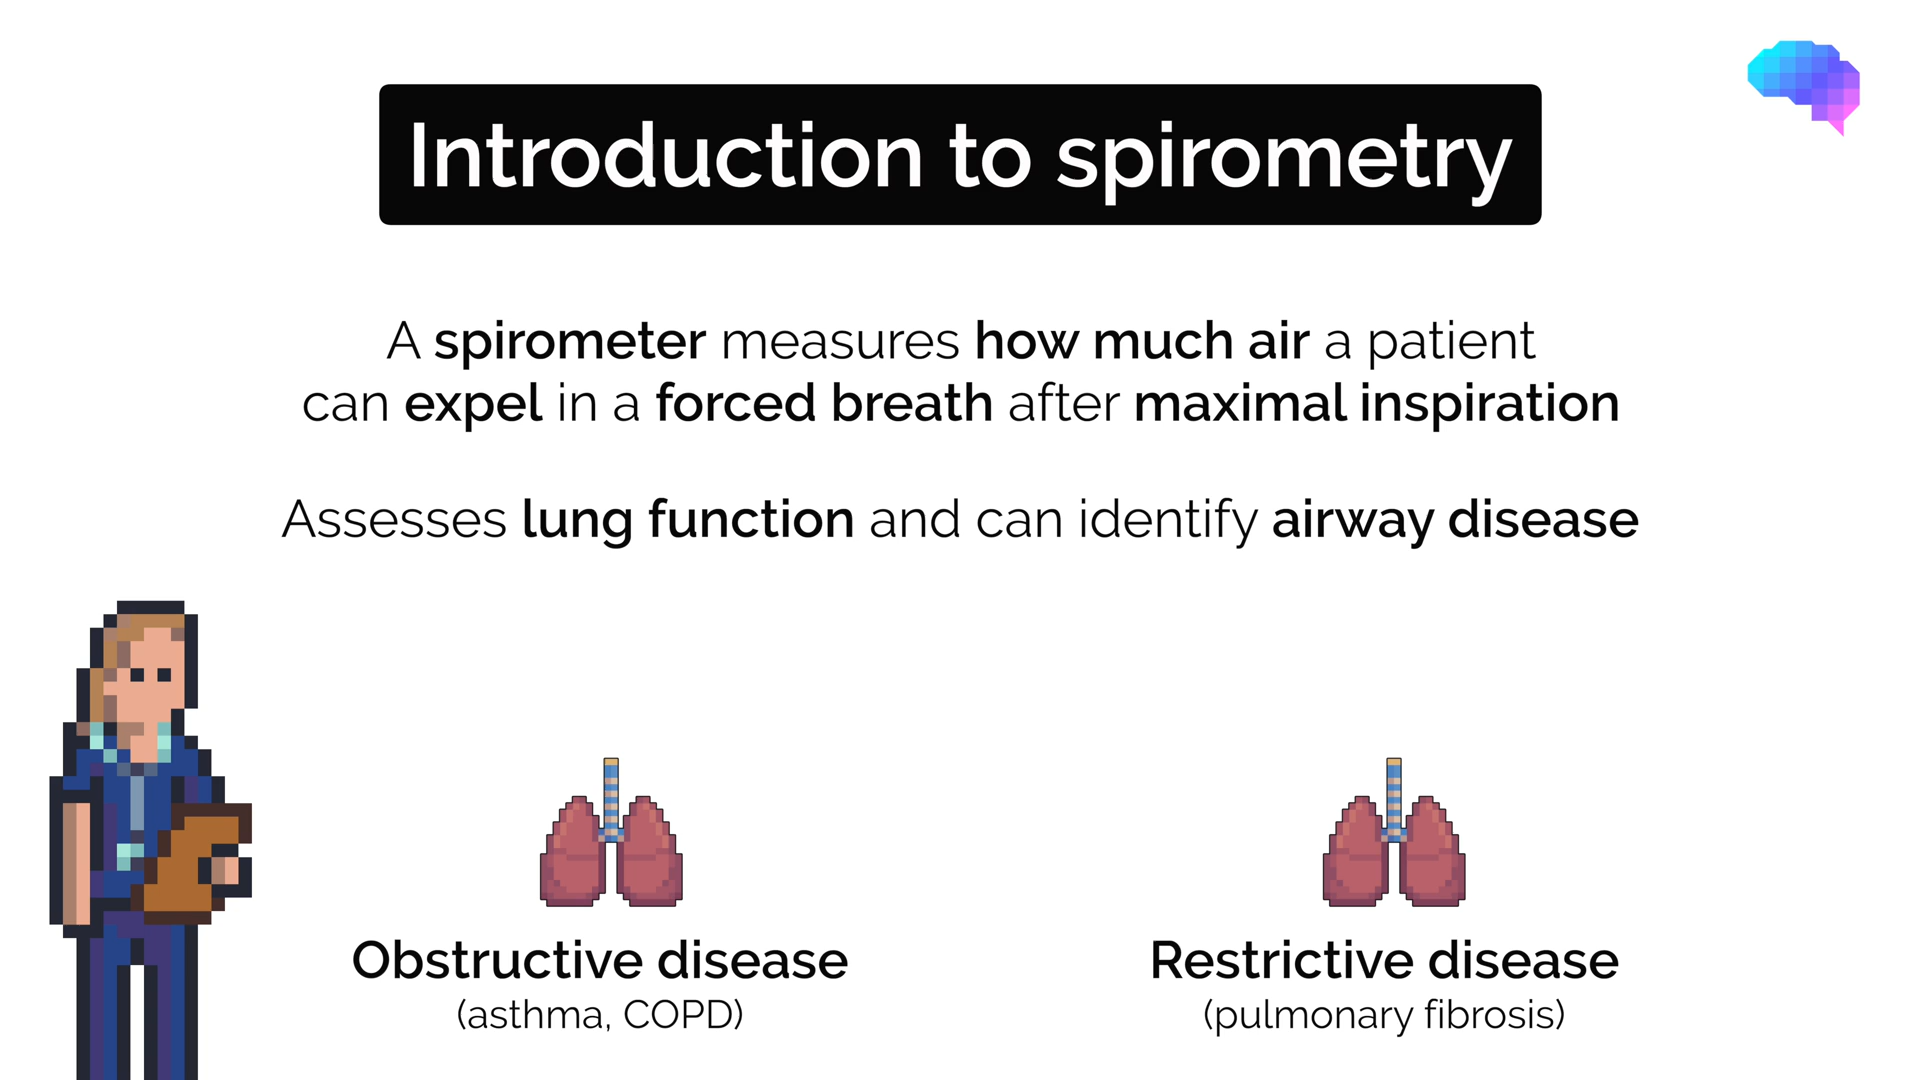 Introduction to spirometry
A spirometer measures how much air a patient
can expel in a forced breath after maximal inspiration
Assesses lung function and can identify airway disease
Obstructive disease
(asthma, COPD)
Restrictive disease
(pulmonary fibrosis)